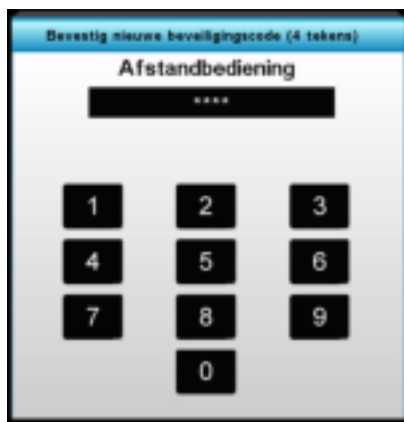 Bevestig nieuwe beveiligingscode (4 tekens)
Afstandbediening
****
1 2 3
4 5 6
7 8 9
0